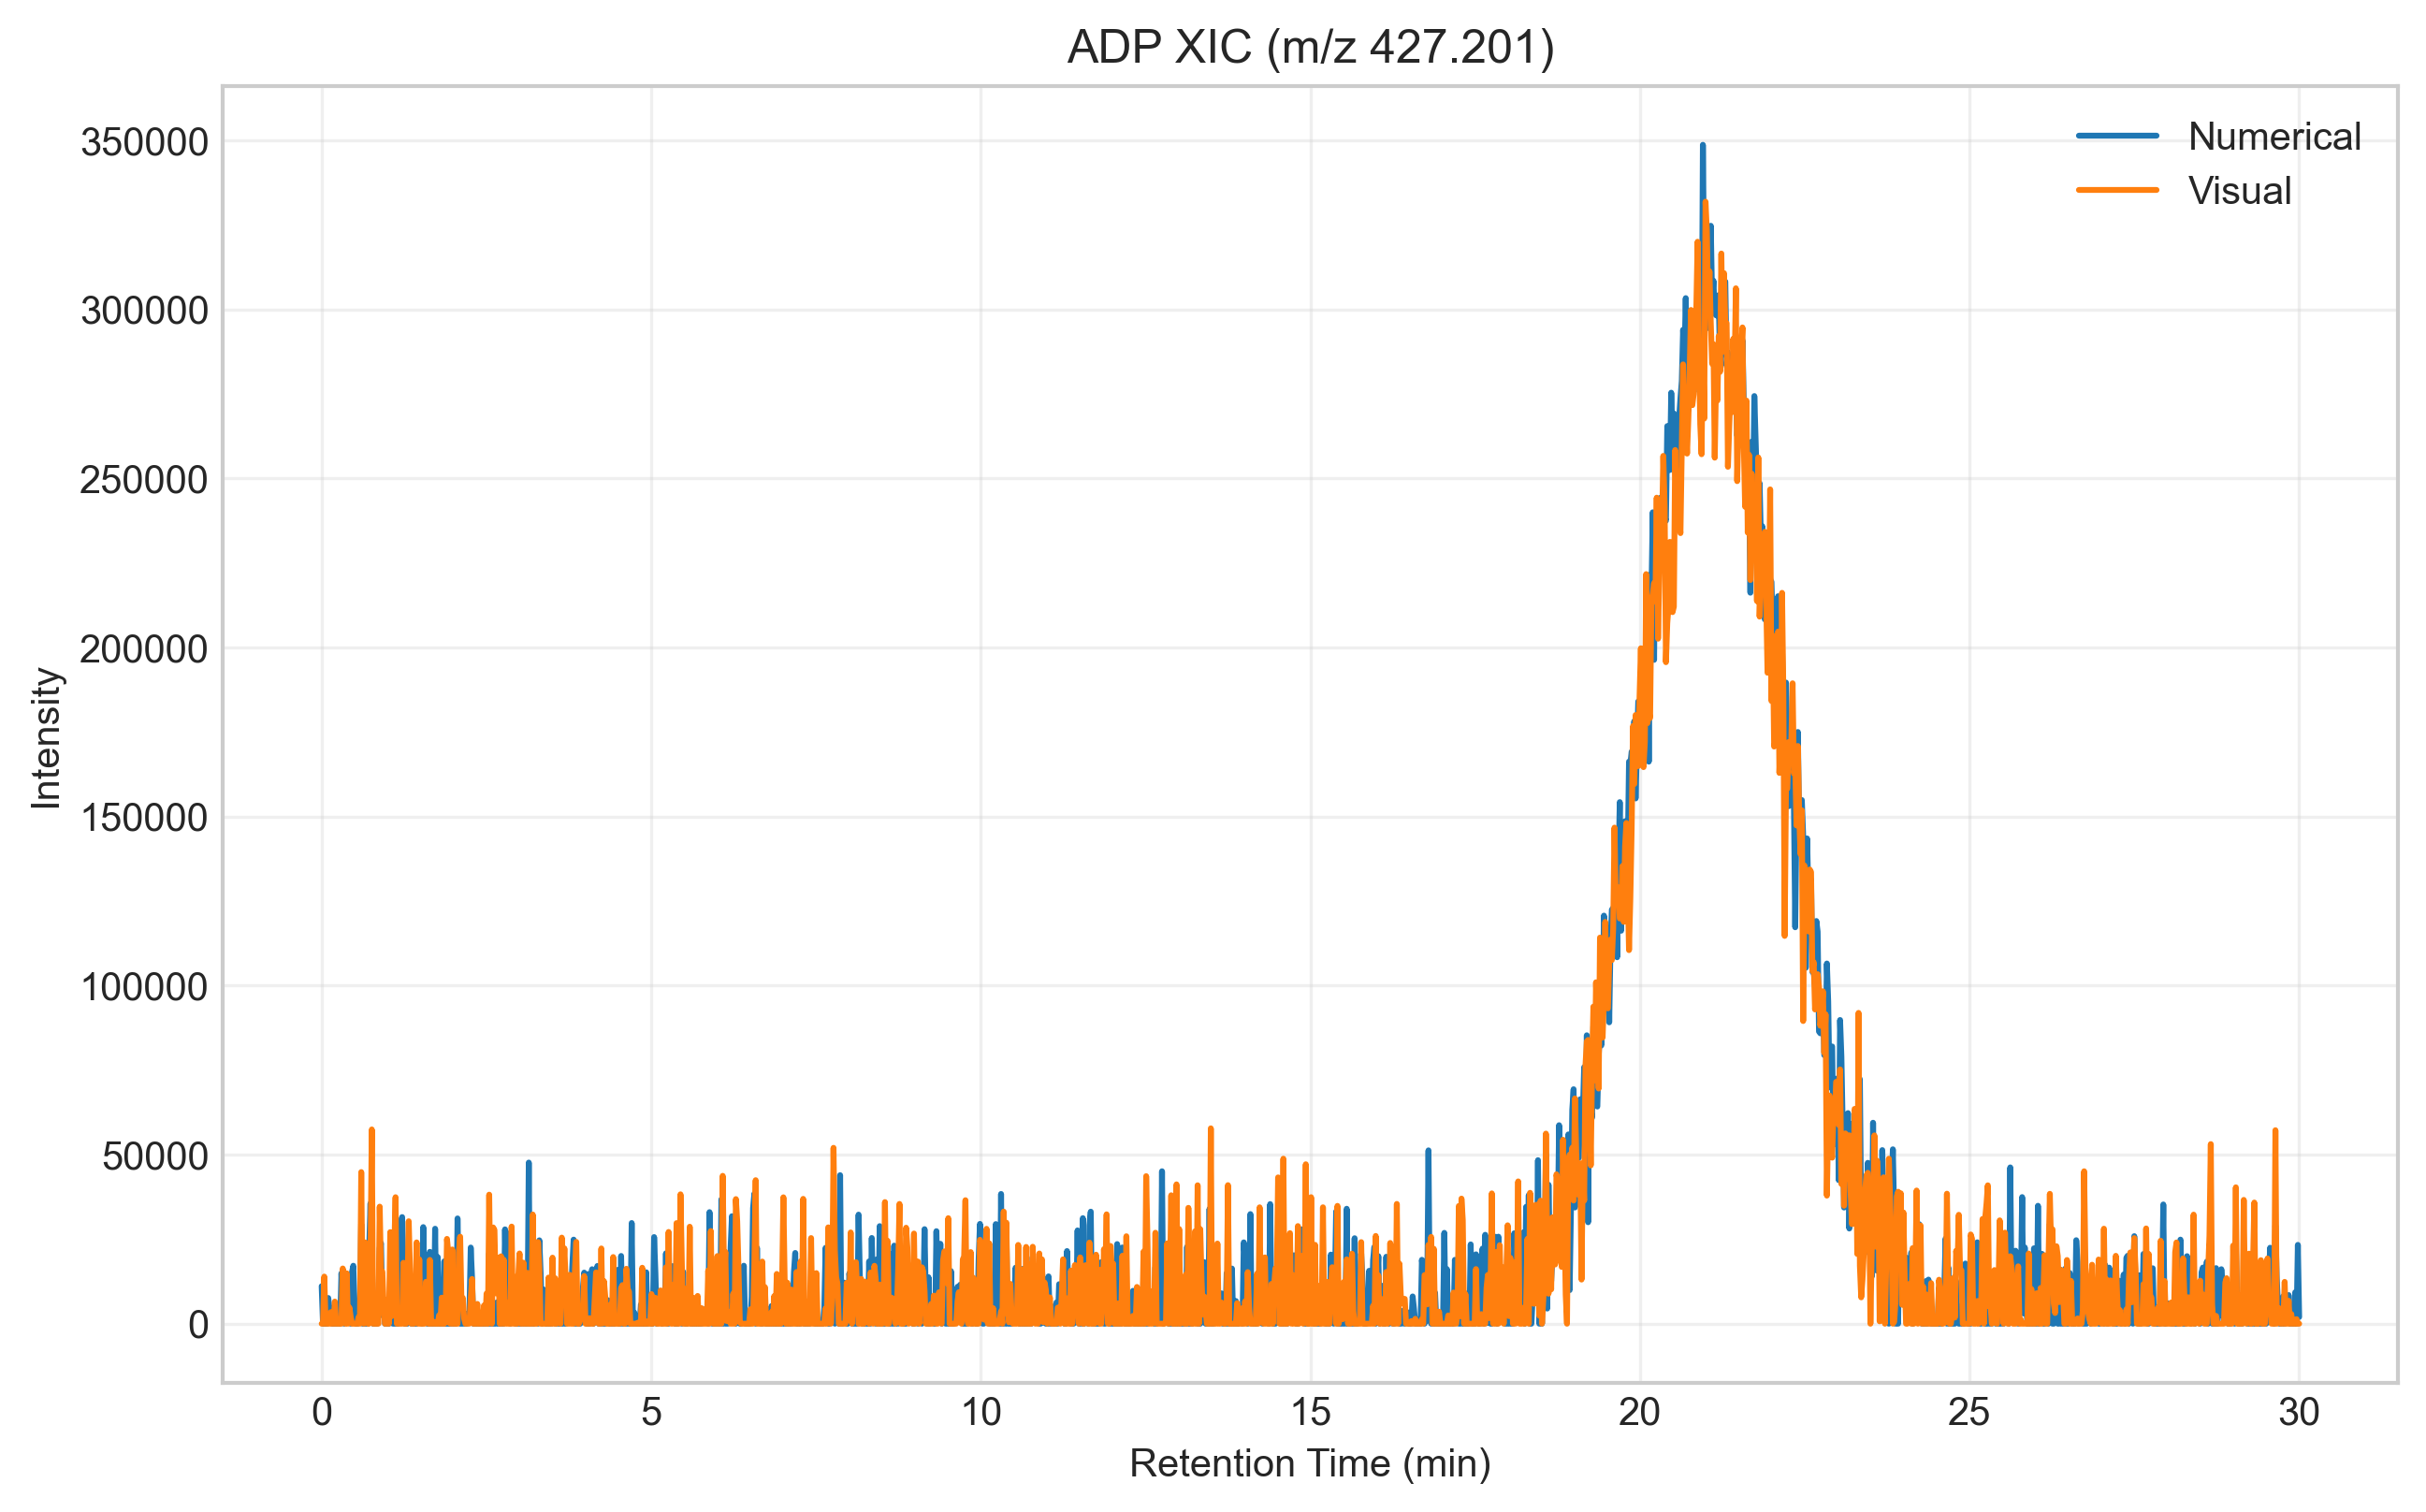 ADP XIC (m/z 427.201)
Numerical
Visual
350000
300000
250000
200000
150000
100000
50000
0
Intensity
0 5 10 15 20 25 30
Retention Time (min)